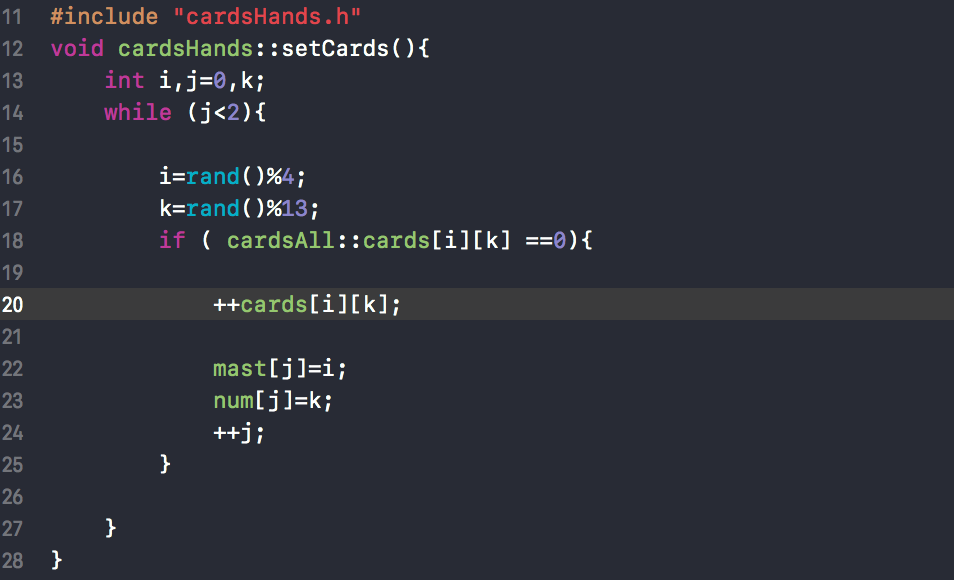 11 #include "cardsHands.h"
12 void cardsHands::setCards(){
13     int i,j=0,k;
14     while (j<2){
15
16         i=rand()%4;
17         k=rand()%13;
18         if ( cardsAll::cards[i][k] ==0){
19
20             ++cards[i][k];
21
22             mast[j]=i;
23             num[j]=k;
24             ++j;
25         }
26
27     }
28 }